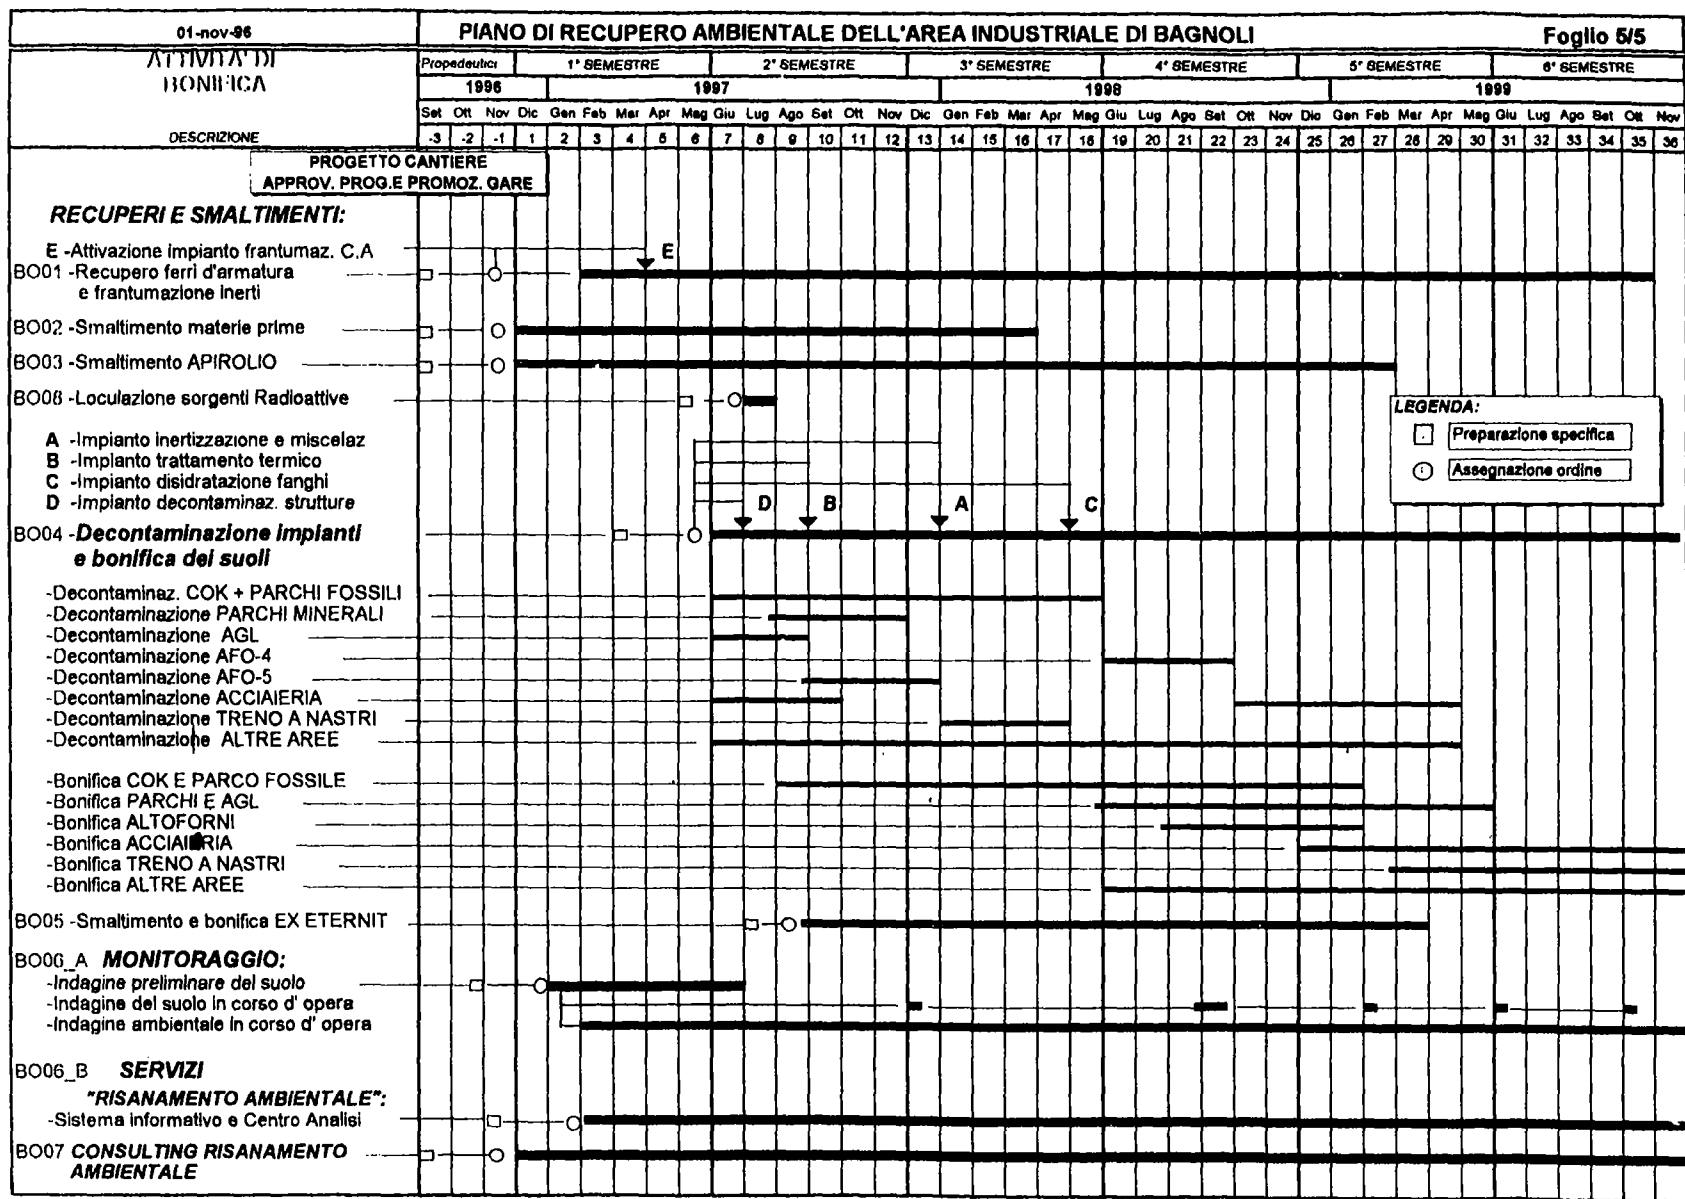 01-nov-96
PIANO DI RECUPERO AMBIENTALE DELL'AREA INDUSTRIALE DI BAGNOLI
Foglio 5/5
ATTIVITA' DI
BONIFICA
Propedeutici 1° SEMESTRE 2° SEMESTRE 3° SEMESTRE 4° SEMESTRE 5° SEMESTRE 6° SEMESTRE
1996 1997 1998 1999
Set Ott Nov Dic Gen Feb Mar Apr Mag Giu Lug Ago Set Ott Nov Dic Gen Feb Mar Apr Mag Giu Lug Ago Set Ott Nov Dic Gen Feb Mar Apr Mag Giu Lug Ago Set Ott Nov
DESCRIZIONE -3 -2 -1 1 2 3 4 5 6 7 8 9 10 11 12 13 14 15 16 17 18 19 20 21 22 23 24 25 26 27 28 29 30 31 32 33 34 35 36
PROGETTO CANTIERE
APPROV. PROG.E PROMOZ. GARE
RECUPERI E SMALTIMENTI:
E -Attivazione impianto frantumaz. C.A
E
BO01 -Recupero ferri d'armatura
e frantumazione inerti
BO02 -Smaltimento materie prime
BO03 -Smaltimento APIROLIO
BO08 -Loculazione sorgenti Radioattive
LEGENDA:
Preparazione specifica
Assegnazione ordine
A -Impianto inertizzazione e miscelaz
B -Impianto trattamento termico
C -Impianto disidratazione fanghi
D -Impianto decontaminaz. strutture
D B A C
BO04 -Decontaminazione impianti
e bonifica dei suoli
-Decontaminaz. COK + PARCHI FOSSILI
-Decontaminazione PARCHI MINERALI
-Decontaminazione AGL
-Decontaminazione AFO-4
-Decontaminazione AFO-5
-Decontaminazione ACCIAIERIA
-Decontaminazione TRENO A NASTRI
-Decontaminazione ALTRE AREE
-Bonifica COK E PARCO FOSSILE
-Bonifica PARCHI E AGL
-Bonifica ALTOFORNI
-Bonifica ACCIAIERIA
-Bonifica TRENO A NASTRI
-Bonifica ALTRE AREE
BO05 -Smaltimento e bonifica EX ETERNIT
BO06_A MONITORAGGIO:
-Indagine preliminare del suolo
-Indagine del suolo in corso d' opera
-Indagine ambientale in corso d' opera
BO06_B SERVIZI
"RISANAMENTO AMBIENTALE":
-Sistema informativo e Centro Analisi
BO07 CONSULTING RISANAMENTO
AMBIENTALE